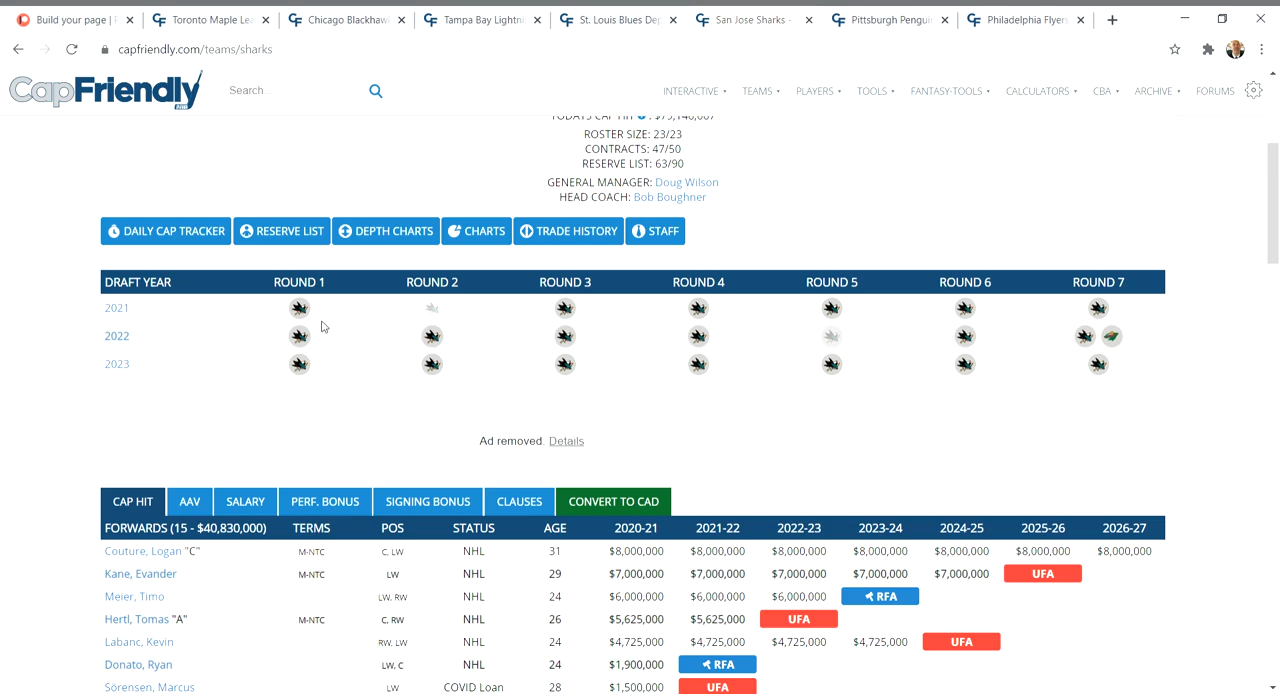 Build your page |
Toronto Maple Lea
Chicago Blackhawk
Tampa Bay Lightni
St. Louis Blues Dep
San Jose Sharks -
Pittsburgh Penguin
Philadelphia Flyers
capfriendly.com/teams/sharks
CapFriendly
Search...
INTERACTIVE
TEAMS
PLAYERS
TOOLS
FANTASY-TOOLS
CALCULATORS
CBA
ARCHIVE
FORUMS
ROSTER SIZE: 23/23
CONTRACTS: 47/50
RESERVE LIST: 63/90
GENERAL MANAGER: Doug Wilson
HEAD COACH: Bob Boughner
DAILY CAP TRACKER RESERVE LIST DEPTH CHARTS CHARTS TRADE HISTORY STAFF
DRAFT YEAR ROUND 1 ROUND 2 ROUND 3 ROUND 4 ROUND 5 ROUND 6 ROUND 7
2021
2022
2023
Ad removed. Details
CAP HIT AAV SALARY PERF. BONUS SIGNING BONUS CLAUSES CONVERT TO CAD
FORWARDS (15 - $40,830,000) TERMS POS STATUS AGE 2020-21 2021-22 2022-23 2023-24 2024-25 2025-26 2026-27
Couture, Logan "C" M-NTC C, LW NHL 31 $8,000,000 $8,000,000 $8,000,000 $8,000,000 $8,000,000 $8,000,000 $8,000,000
Kane, Evander M-NTC LW NHL 29 $7,000,000 $7,000,000 $7,000,000 $7,000,000 $7,000,000 UFA
Meier, Timo LW, RW NHL 24 $6,000,000 $6,000,000 $6,000,000 RFA
Hertl, Tomas "A" M-NTC C, RW NHL 26 $5,625,000 $5,625,000 UFA
Labanc, Kevin RW, LW NHL 24 $4,725,000 $4,725,000 $4,725,000 $4,725,000 UFA
Donato, Ryan LW, C NHL 24 $1,900,000 RFA
Sörensen, Marcus LW COVID Loan 28 $1,500,000 UFA